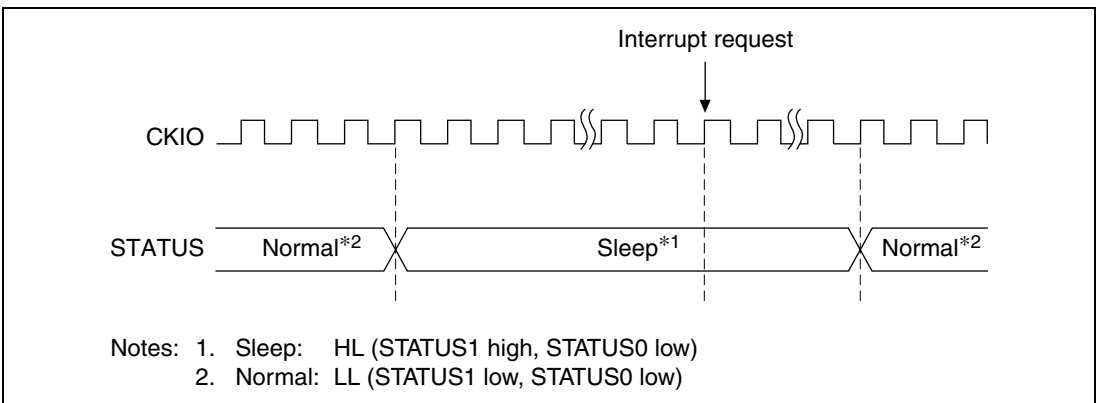 Interrupt request
CKIO
STATUS Normal*2 Sleep*1 Normal*2
Notes: 1. Sleep: HL (STATUS1 high, STATUS0 low)
2. Normal: LL (STATUS1 low, STATUS0 low)